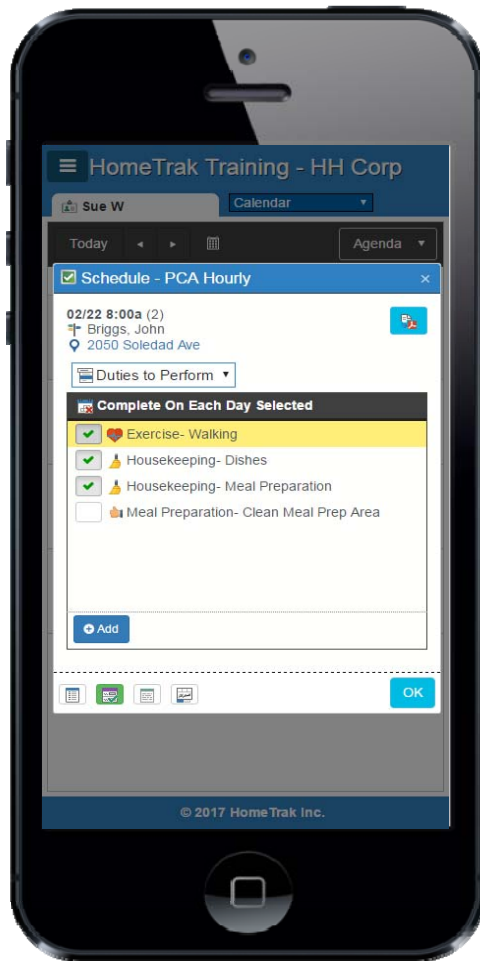 HomeTrak Training - HH Corp
Sue W
Calendar
Today
Agenda
Schedule - PCA Hourly
×
02/22 8:00a (2)
Briggs, John
2050 Soledad Ave
Duties to Perform
Complete On Each Day Selected
Exercise- Walking
Housekeeping- Dishes
Housekeeping- Meal Preparation
Meal Preparation- Clean Meal Prep Area
Add
OK
© 2017 HomeTrak Inc.